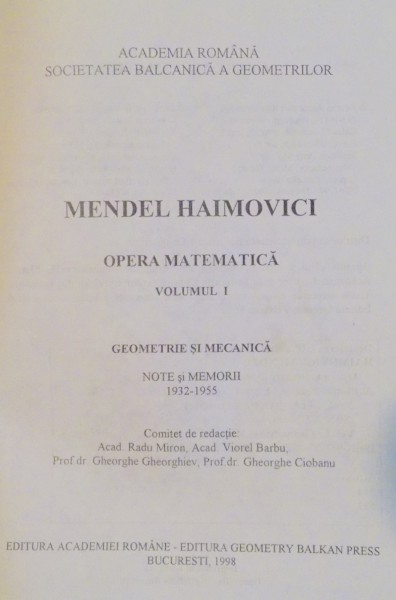 ACADEMIA ROMÂNĂ
SOCIETATEA BALCANICĂ A GEOMETRILOR
MENDEL HAIMOVICI
OPERA MATEMATICĂ
VOLUMUL I
GEOMETRIE ȘI MECANICĂ
NOTE și MEMORII
1932-1955
Comitet de redacție:
Acad. Radu Miron, Acad. Viorel Barbu,
Prof.dr. Gheorghe Gheorghiev, Prof.dr. Gheorghe Ciobanu
EDITURA ACADEMIEI ROMÂNE - EDITURA GEOMETRY BALKAN PRESS
BUCUREȘTI, 1998